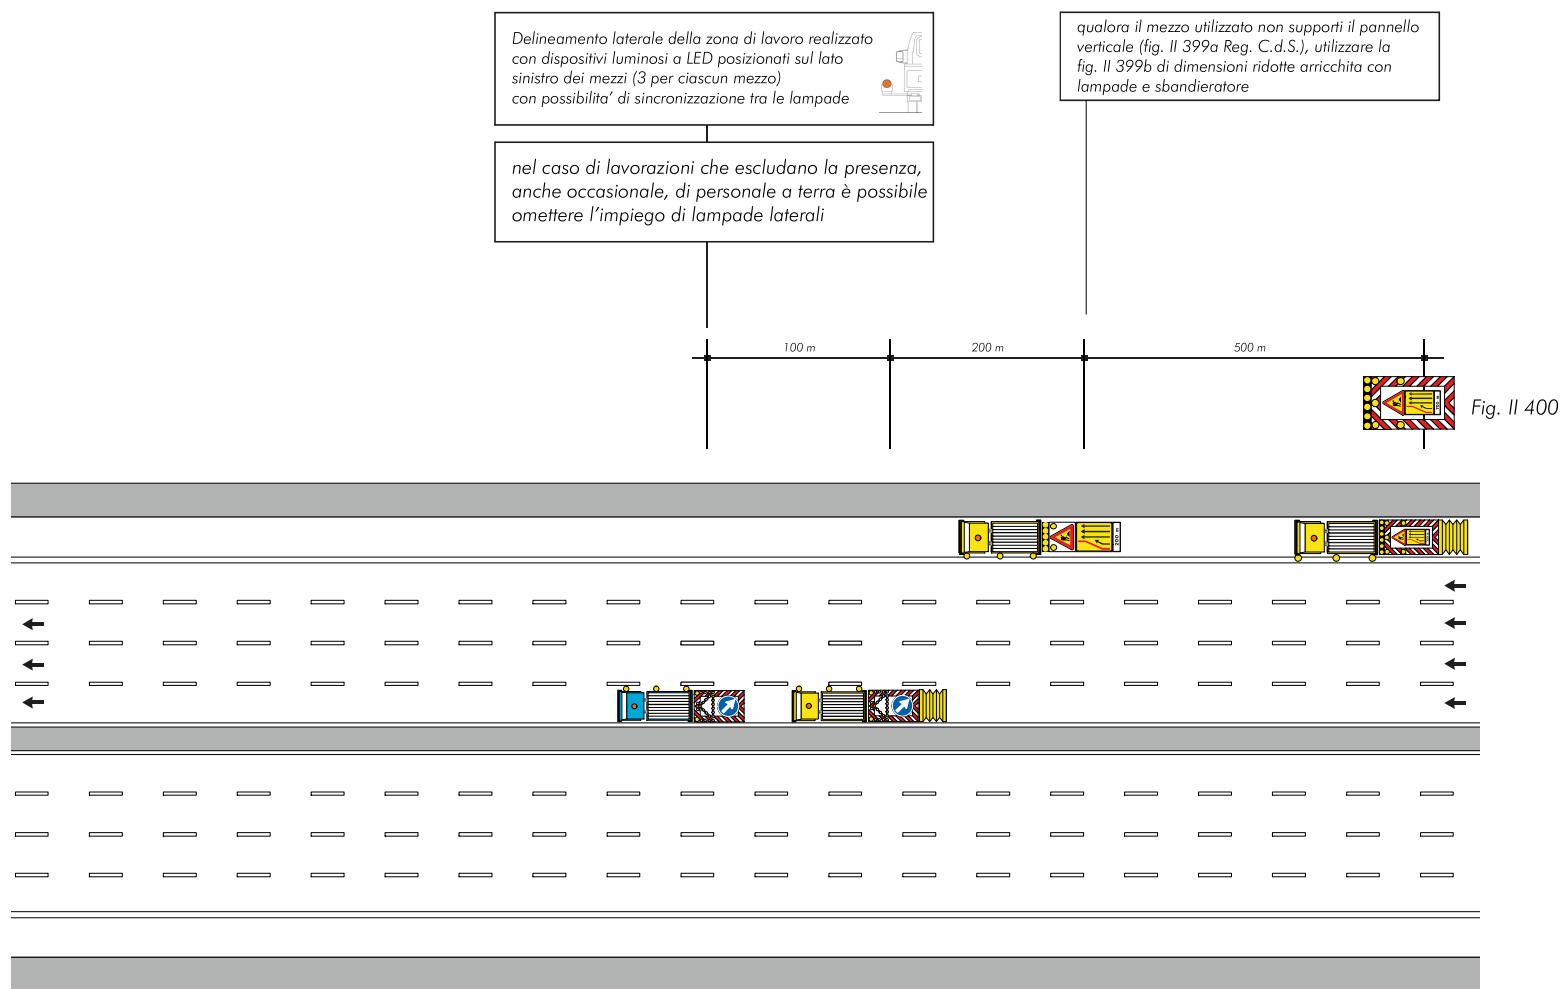 Delineamento laterale della zona di lavoro realizzato
con dispositivi luminosi a LED posizionati sul lato
sinistro dei mezzi (3 per ciascun mezzo)
con possibilita’ di sincronizzazione tra le lampade
nel caso di lavorazioni che escludano la presenza,
anche occasionale, di personale a terra è possibile
omettere l’impiego di lampade laterali
qualora il mezzo utilizzato non supporti il pannello
verticale (fig. II 399a Reg. C.d.S.), utilizzare la
fig. II 399b di dimensioni ridotte arricchita con
lampade e sbandieratore
100 m
200 m
500 m
Fig. II 400
200 m